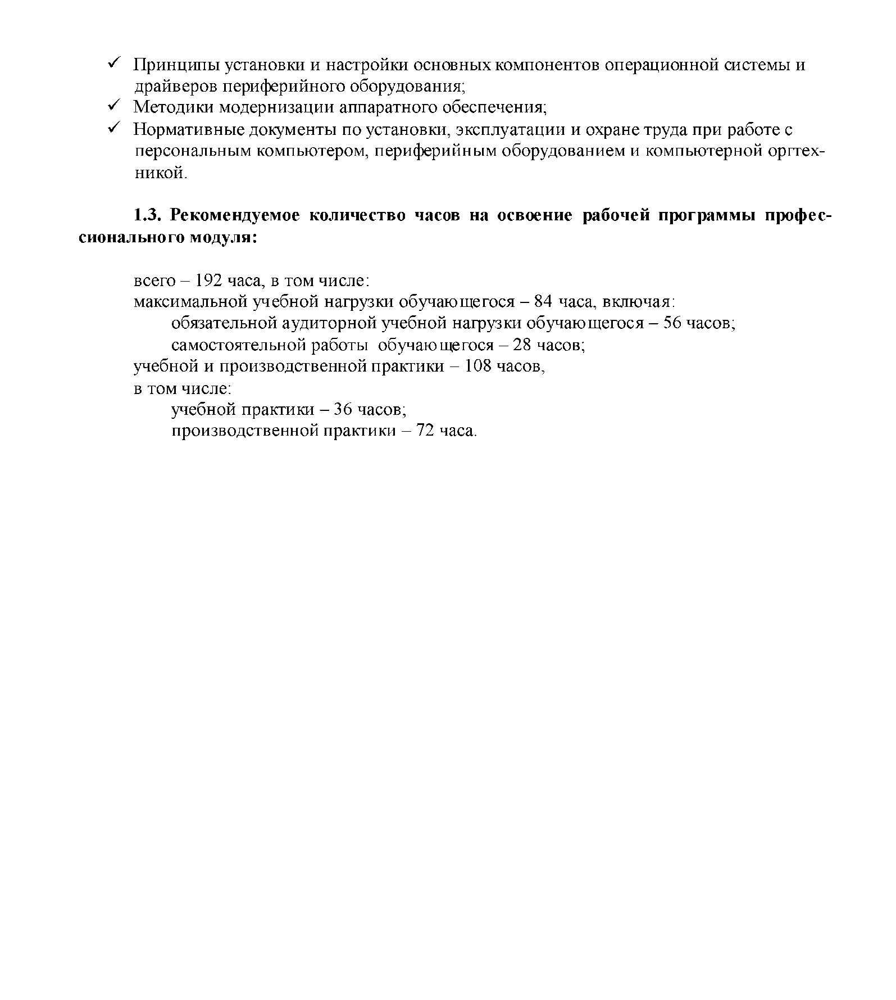 ✓ Принципы установки и настройки основных компонентов операционной системы и
драйверов периферийного оборудования;
✓ Методики модернизации аппаратного обеспечения;
✓ Нормативные документы по установки, эксплуатации и охране труда при работе с
персональным компьютером, периферийным оборудованием и компьютерной оргтех-
никой.
1.3. Рекомендуемое количество часов на освоение рабочей программы профес-
сионального модуля:
всего – 192 часа, в том числе:
максимальной учебной нагрузки обучающегося – 84 часа, включая:
обязательной аудиторной учебной нагрузки обучающегося – 56 часов;
самостоятельной работы обучающегося – 28 часов;
учебной и производственной практики – 108 часов,
в том числе:
учебной практики – 36 часов;
производственной практики – 72 часа.